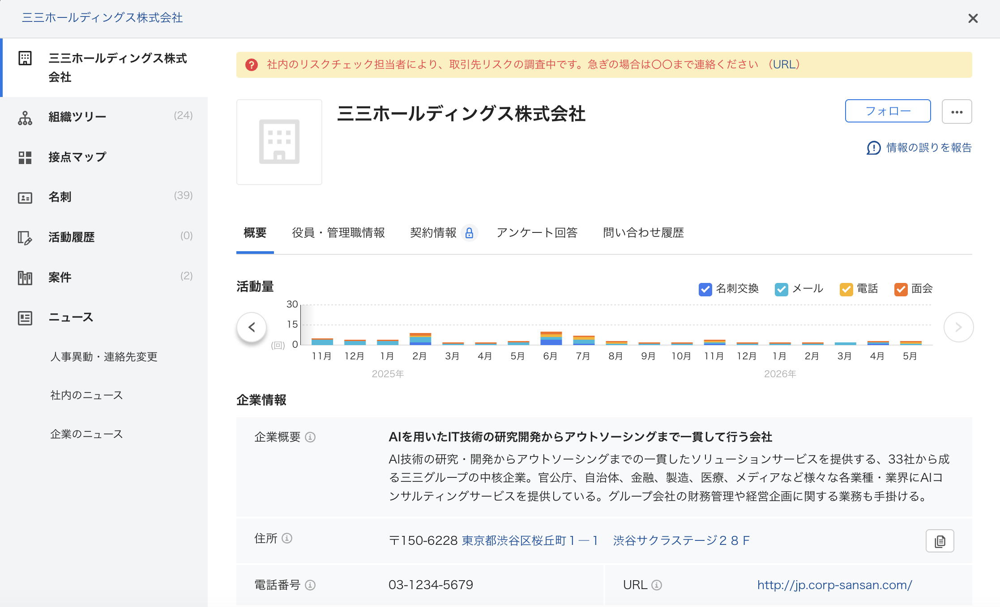 三三ホールディングス株式会社
三三ホールディングス株式
会社
組織ツリー (24)
接点マップ
名刺 (39)
活動履歴 (0)
案件 (2)
ニュース
人事異動・連絡先変更
社内のニュース
企業のニュース
社内のリスクチェック担当者により、取引先リスクの調査中です。急ぎの場合は〇〇まで連絡ください （URL）
三三ホールディングス株式会社
フォロー
情報の誤りを報告
概要 役員・管理職情報 契約情報 アンケート回答 問い合わせ履歴
活動量
名刺交換 メール 電話 面会
30
15
(回) 0
11月 12月 1月 2月 3月 4月 5月 6月 7月 8月 9月 10月 11月 12月 1月 2月 3月 4月 5月
2025年 2026年
企業情報
企業概要
AIを用いたIT技術の研究開発からアウトソーシングまで一貫して行う会社
AI技術の研究・開発からアウトソーシングまでの一貫したソリューションサービスを提供する、33社から成
る三三グループの中核企業。官公庁、自治体、金融、製造、医療、メディアなど様々な各業種・業界にAIコ
ンサルティングサービスを提供している。グループ会社の財務管理や経営企画に関する業務も手掛ける。
住所 〒150-6228 東京都渋谷区桜丘町１―１　渋谷サクラステージ２８Ｆ
電話番号 03-1234-5679 URL http://jp.corp-sansan.com/